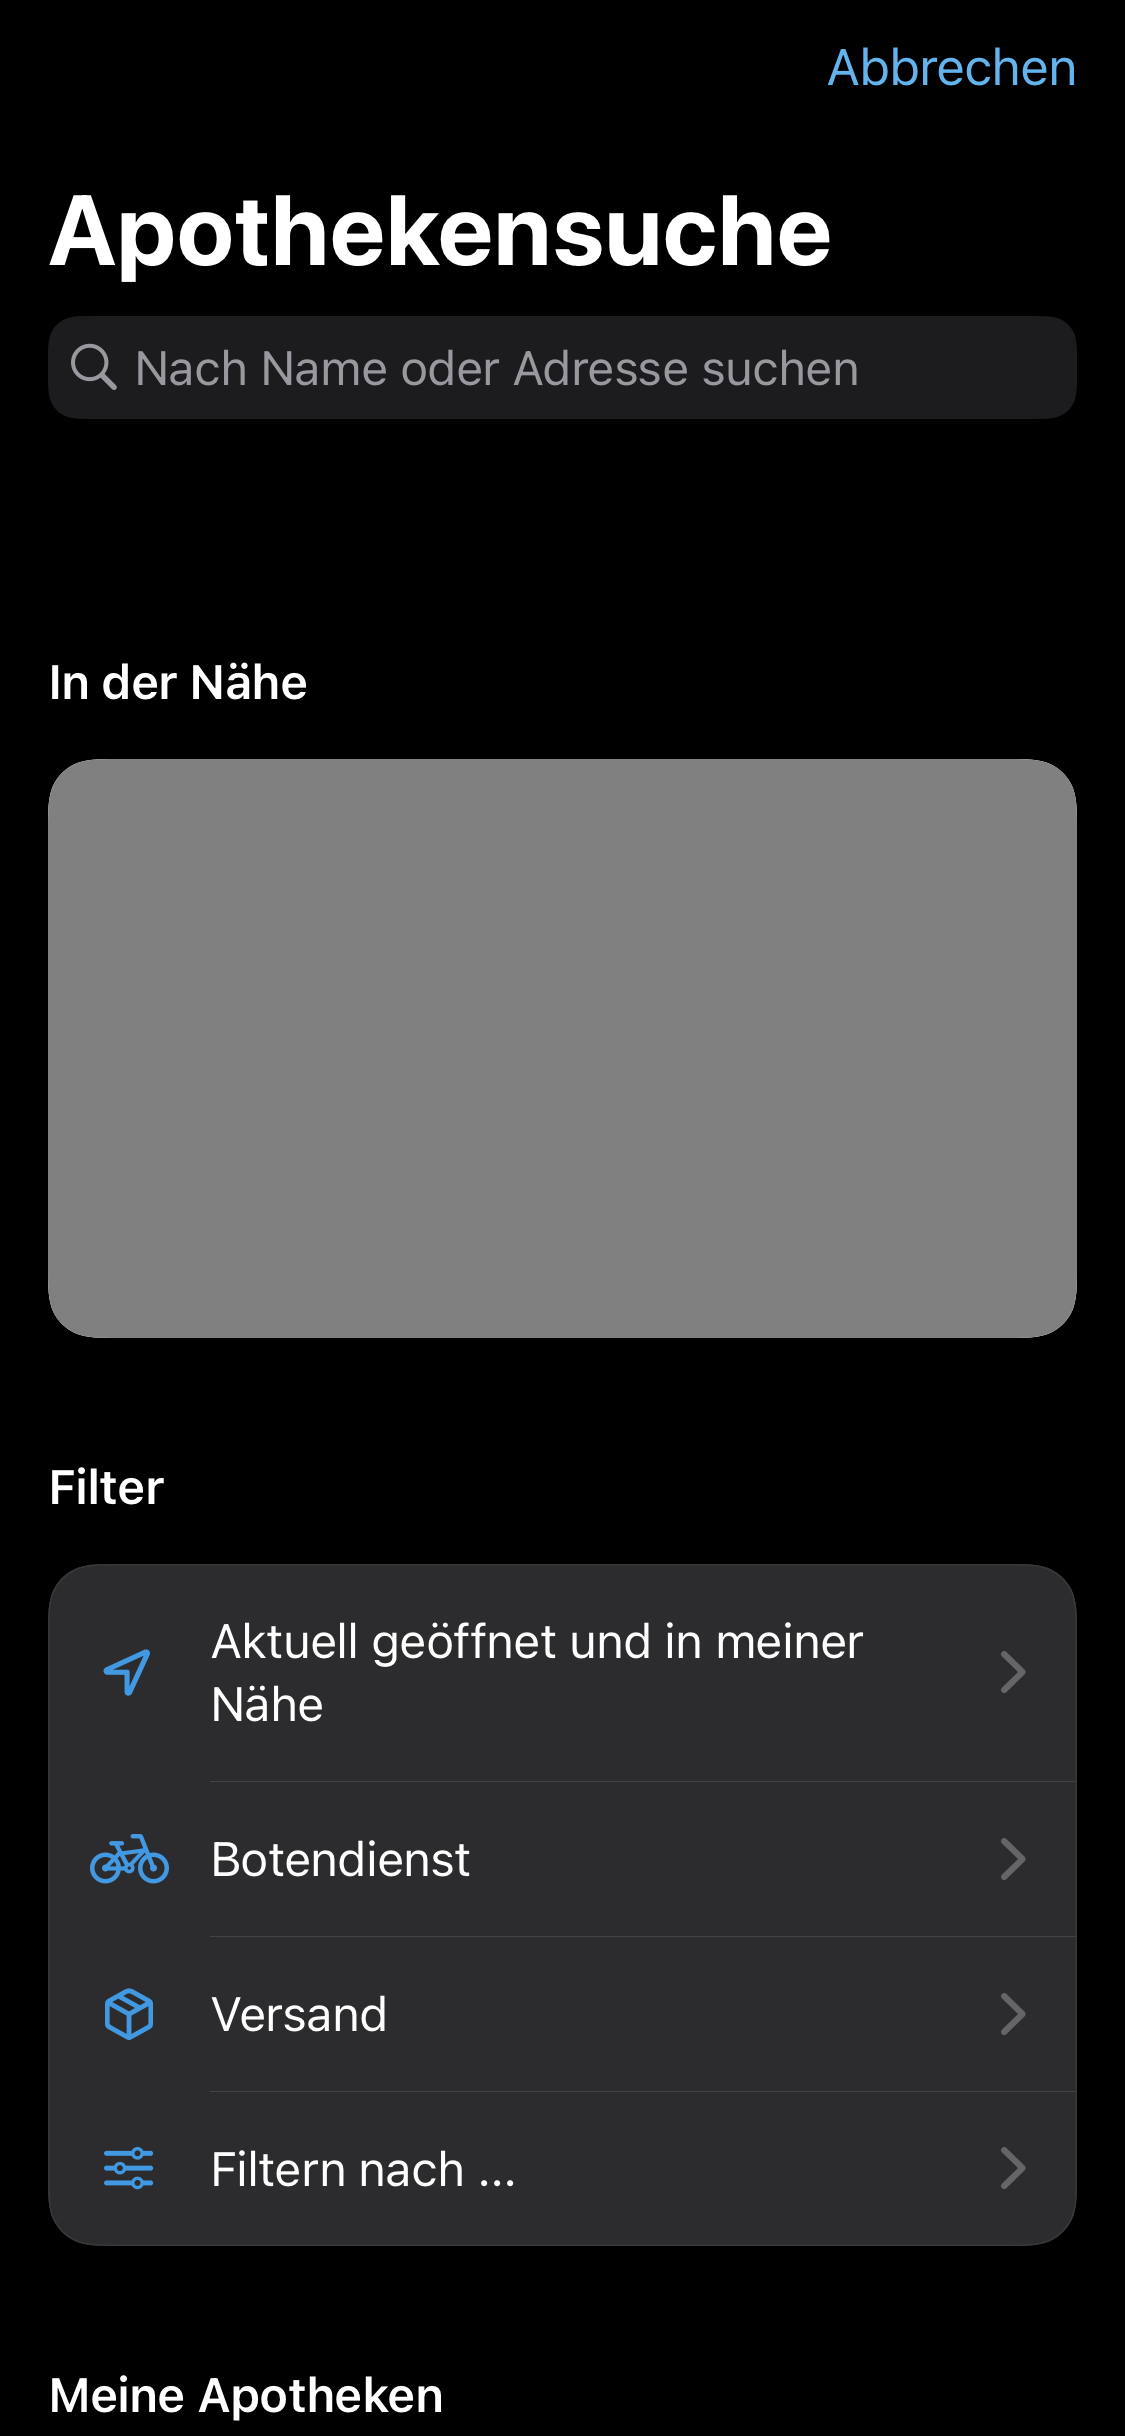 Abbrechen
Apothekensuche
Nach Name oder Adresse suchen
In der Nähe
Filter
Aktuell geöffnet und in meiner
Nähe
Botendienst
Versand
Filtern nach ...
Meine Apotheken